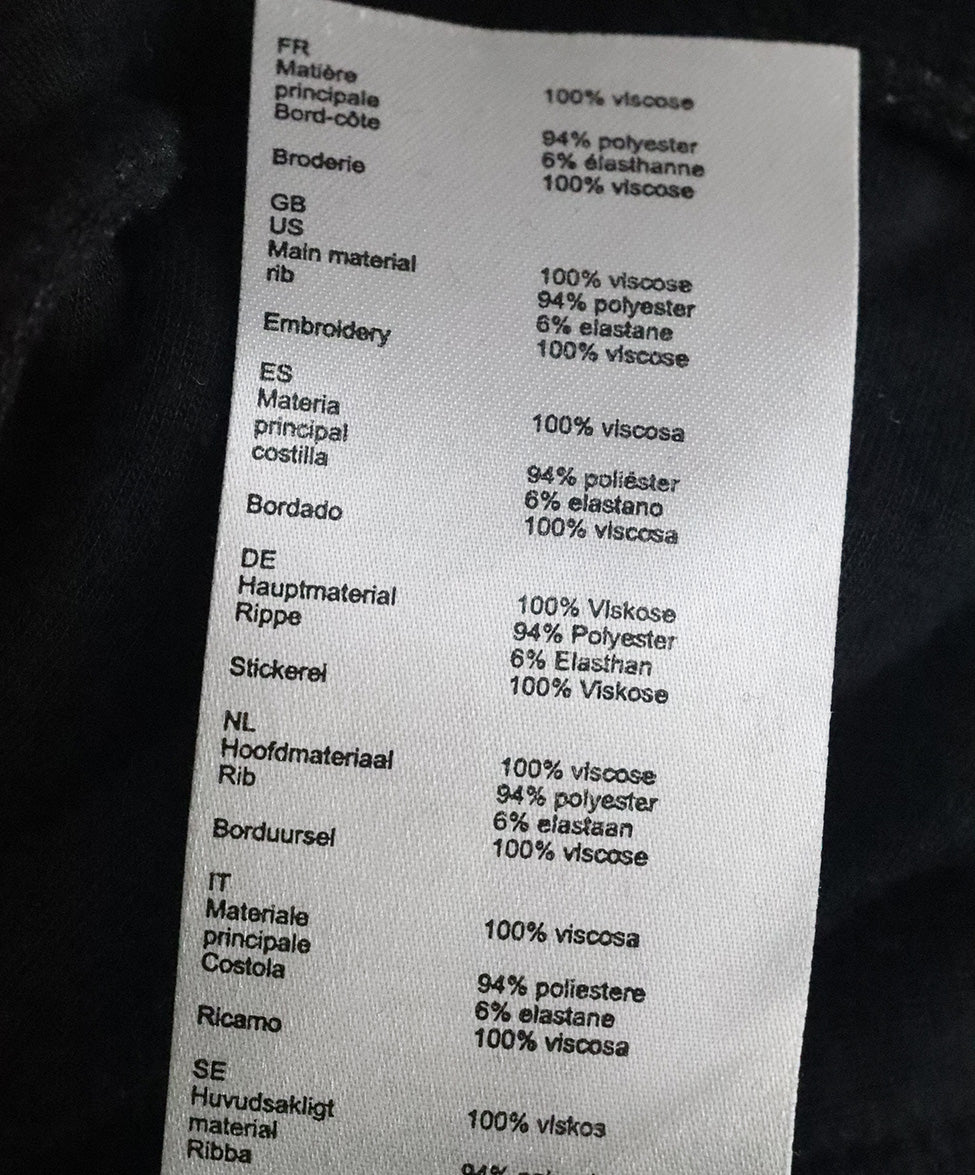 FR
Matière
principale 100% viscose
Bord-côte
94% polyester
6% élasthanne
Broderie 100% viscose
GB
US
Main material 100% viscose
rib 94% polyester
6% elastane
Embroidery 100% viscose
ES
Materia
principal 100% viscosa
costilla
94% poliéster
6% elastano
Bordado 100% viscosa
DE
Hauptmaterial 100% Viskose
Rippe 94% Polyester
6% Elasthan
Stickerei 100% Viskose
NL
Hoofdmateriaal 100% viscose
Rib 94% polyester
6% elastaan
Borduursel 100% viscose
IT
Materiale
principale 100% viscosa
Costola
94% poliestere
6% elastane
Ricamo 100% viscosa
SE
Huvudsakligt
material 100% viskos
Ribba
94%